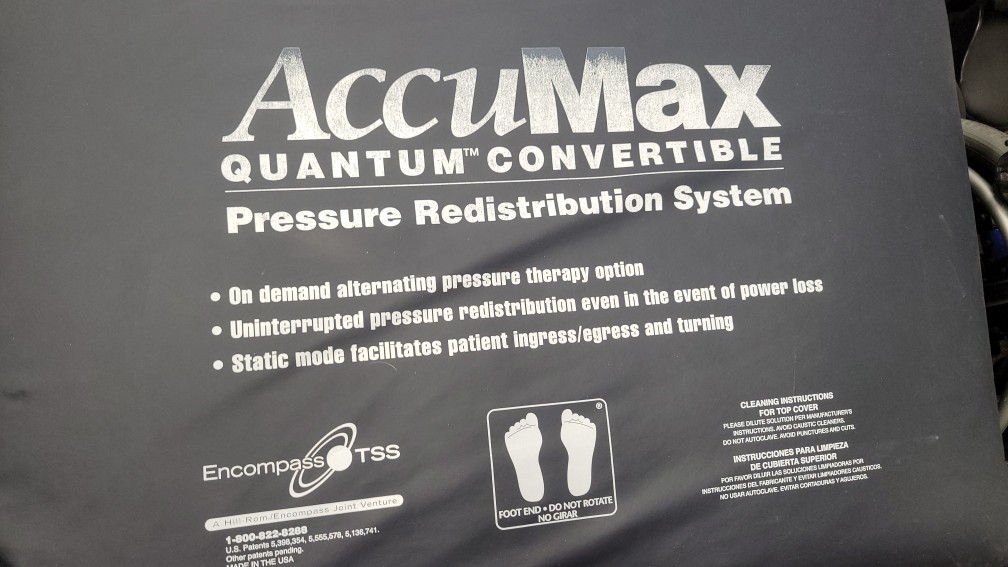 AccuMax
QUANTUM™ CONVERTIBLE
Pressure Redistribution System
• On demand alternating pressure therapy option
• Uninterrupted pressure redistribution even in the event of power loss
• Static mode facilitates patient ingress/egress and turning
Encompass TSS
A Hill-Rom/Encompass Joint Venture
1-800-822-8288
U.S. Patents 5,398,354, 5,555,578, 5,136,741.
Other patents pending.
MADE IN THE USA
®
FOOT END • DO NOT ROTATE
NO GIRAR
CLEANING INSTRUCTIONS
FOR TOP COVER
PLEASE DILUTE SOLUTION PER MANUFACTURER'S
INSTRUCTIONS. AVOID CAUSTIC CLEANERS.
DO NOT AUTOCLAVE. AVOID PUNCTURES AND CUTS.
INSTRUCCIONES PARA LIMPIEZA
DE CUBIERTA SUPERIOR
POR FAVOR DILUIR LAS SOLUCIONES LIMPIADORAS POR
INSTRUCCIONES DEL FABRICANTE Y EVITAR LIMPIADORES CAUSTICOS.
NO USAR AUTOCLAVE. EVITAR CORTADURAS Y AGUJEROS.